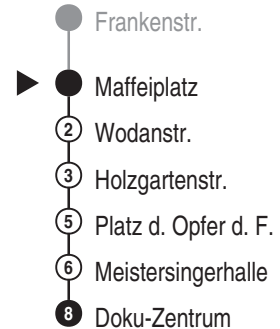 Frankenstr.
Maffeiplatz
2 Wodanstr.
3 Holzgartenstr.
5 Platz d. Opfer d. F.
6 Meistersingerhalle
8 Doku-Zentrum